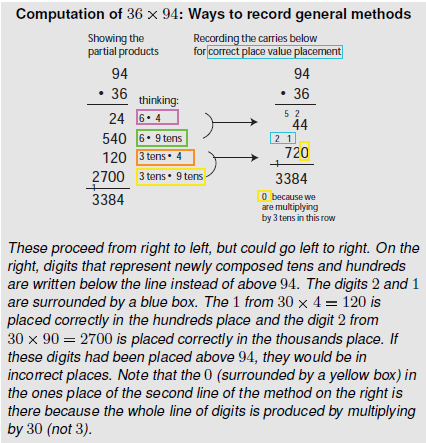 Computation of 36 × 94: Ways to record general methods
Showing the partial products
Recording the carries below for correct place value placement
94
• 36
thinking:
24 6 • 4
540 6 • 9 tens
120 3 tens • 4
2700 3 tens • 9 tens
1
3384
94
• 36
5 2
44
2 1
720
1
3384
0 because we
are multiplying
by 3 tens in this row
These proceed from right to left, but could go left to right. On the
right, digits that represent newly composed tens and hundreds
are written below the line instead of above 94. The digits 2 and 1
are surrounded by a blue box. The 1 from 30 × 4 = 120 is
placed correctly in the hundreds place and the digit 2 from
30 × 90 = 2700 is placed correctly in the thousands place. If
these digits had been placed above 94, they would be in
incorrect places. Note that the 0 (surrounded by a yellow box) in
the ones place of the second line of the method on the right is
there because the whole line of digits is produced by multiplying
by 30 (not 3).